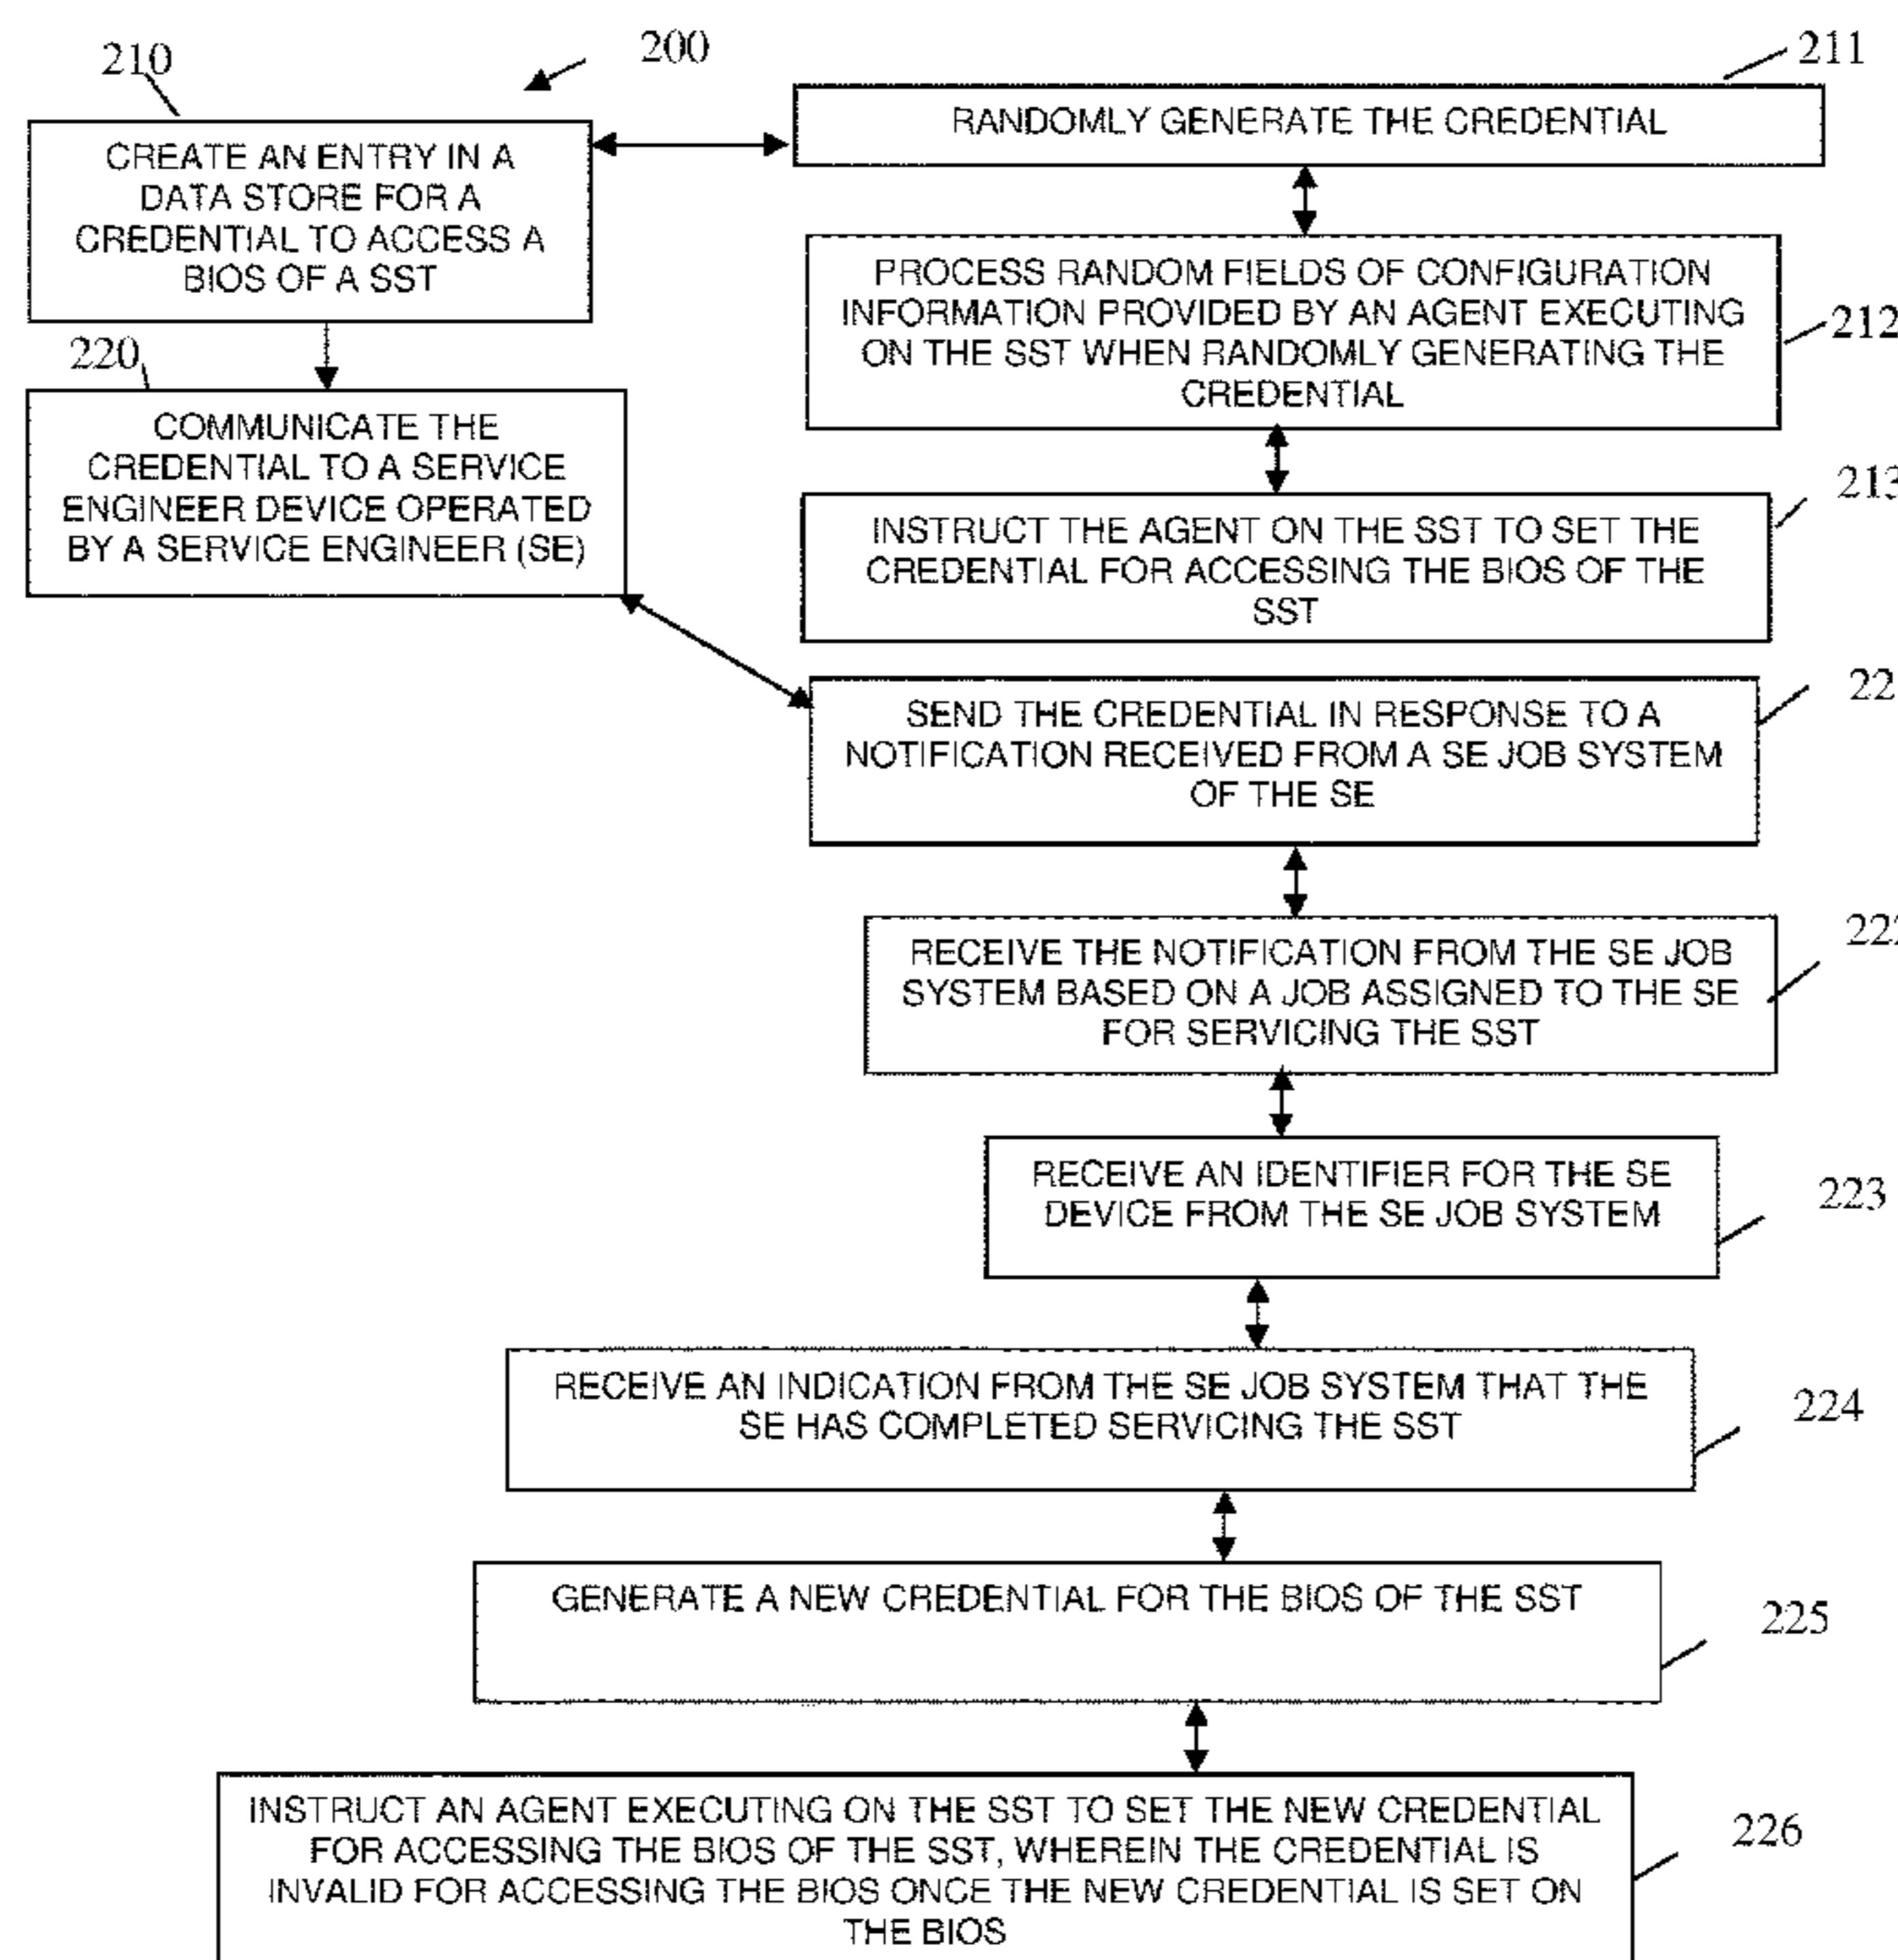 200
210
CREATE AN ENTRY IN A
DATA STORE FOR A
CREDENTIAL TO ACCESS A
BIOS OF A SST
211
RANDOMLY GENERATE THE CREDENTIAL
212
PROCESS RANDOM FIELDS OF CONFIGURATION
INFORMATION PROVIDED BY AN AGENT EXECUTING
ON THE SST WHEN RANDOMLY GENERATING THE
CREDENTIAL
213
INSTRUCT THE AGENT ON THE SST TO SET THE
CREDENTIAL FOR ACCESSING THE BIOS OF THE
SST
220
COMMUNICATE THE
CREDENTIAL TO A SERVICE
ENGINEER DEVICE OPERATED
BY A SERVICE ENGINEER (SE)
22
SEND THE CREDENTIAL IN RESPONSE TO A
NOTIFICATION RECEIVED FROM A SE JOB SYSTEM
OF THE SE
222
RECEIVE THE NOTIFICATION FROM THE SE JOB
SYSTEM BASED ON A JOB ASSIGNED TO THE SE
FOR SERVICING THE SST
223
RECEIVE AN IDENTIFIER FOR THE SE
DEVICE FROM THE SE JOB SYSTEM
224
RECEIVE AN INDICATION FROM THE SE JOB SYSTEM THAT THE
SE HAS COMPLETED SERVICING THE SST
225
GENERATE A NEW CREDENTIAL FOR THE BIOS OF THE SST
226
INSTRUCT AN AGENT EXECUTING ON THE SST TO SET THE NEW CREDENTIAL
FOR ACCESSING THE BIOS OF THE SST, WHEREIN THE CREDENTIAL IS
INVALID FOR ACCESSING THE BIOS ONCE THE NEW CREDENTIAL IS SET ON
THE BIOS